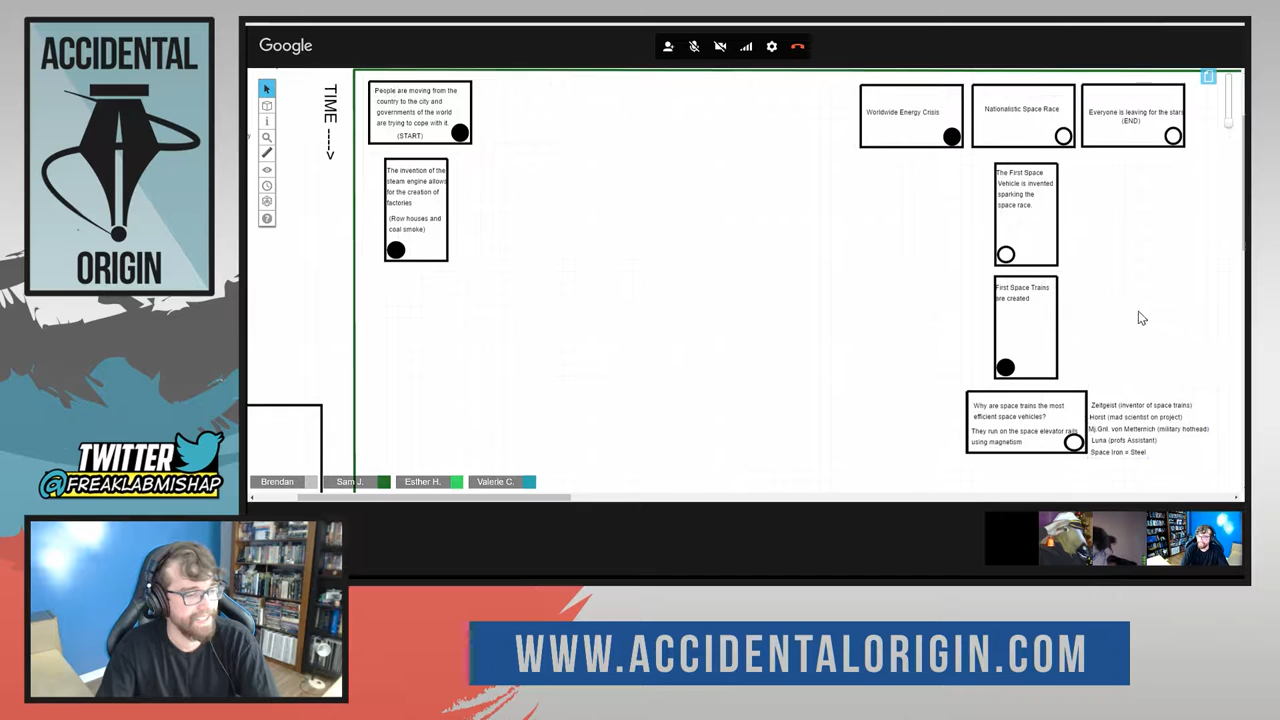 ACCIDENTAL
ORIGIN
Google
TIME ---->
People are moving from the
country to the city and
governments of the world
are trying to cope with it.
(START)
The invention of the
steam engine allows
for the creation of
factories
(Row houses and
coal smoke)
Worldwide Energy Crisis
Nationalistic Space Race
Everyone is leaving for the stars
(END)
The First Space
Vehicle is invented
sparking the
space race.
First Space Trains
are created
Why are space trains the most
efficient space vehicles?
They run on the space elevator rails
using magnetism
Zeitgeist (inventor of space trains)
Horst (mad scientist on project)
Mj.Gnl. von Metternich (military hothead)
Luna (profs Assistant)
Space Iron = Steel
Brendan
Sam J.
Esther H.
Valerie C.
TWITTER
@FREAKLABMISHAP
WWW.ACCIDENTALORIGIN.COM